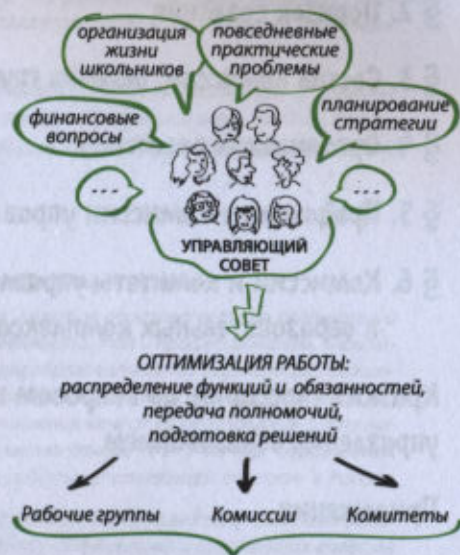 организация
жизни
школьников
повседневные
практические
проблемы
финансовые
вопросы
планирование
стратегии
...
...
УПРАВЛЯЮЩИЙ
СОВЕТ
ОПТИМИЗАЦИЯ РАБОТЫ:
распределение функций и обязанностей,
передача полномочий,
подготовка решений
Рабочие группы Комиссии Комитеты